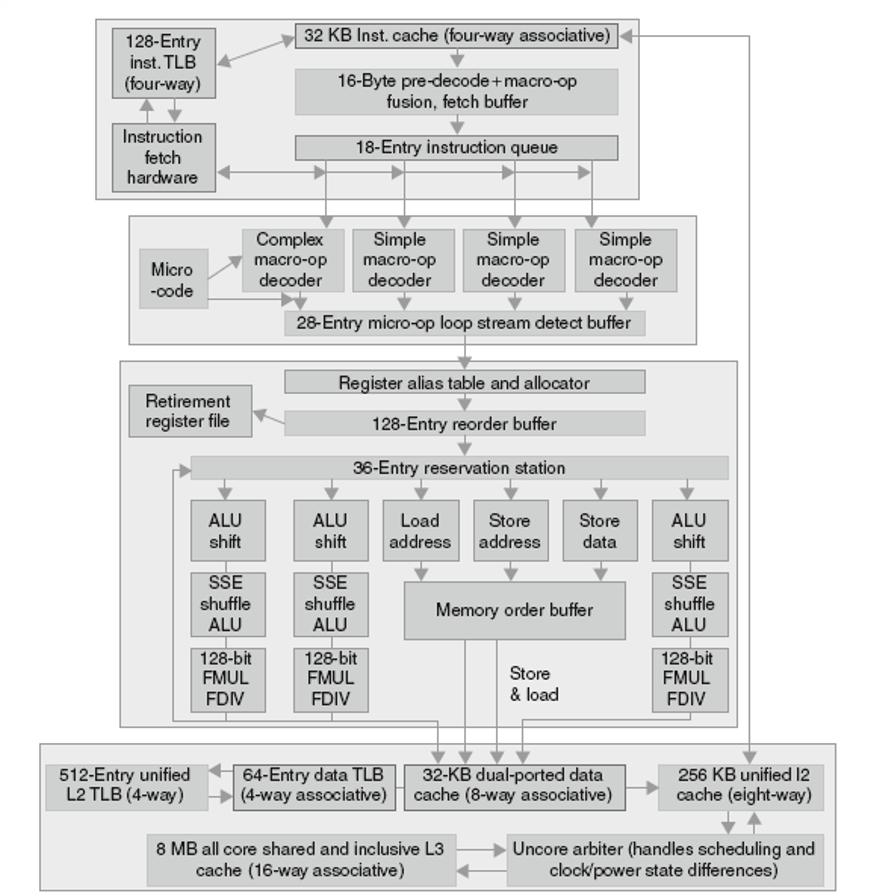 128-Entry
inst. TLB
(four-way)
32 KB Inst. cache (four-way associative)
16-Byte pre-decode+macro-op
fusion, fetch buffer
Instruction
fetch
hardware
18-Entry instruction queue
Micro
-code
Complex
macro-op
decoder
Simple
macro-op
decoder
Simple
macro-op
decoder
Simple
macro-op
decoder
28-Entry micro-op loop stream detect buffer
Register alias table and allocator
Retirement
register file
128-Entry reorder buffer
36-Entry reservation station
ALU
shift
ALU
shift
Load
address
Store
address
Store
data
ALU
shift
SSE
shuffle
ALU
SSE
shuffle
ALU
Memory order buffer
SSE
shuffle
ALU
128-bit
FMUL
FDIV
128-bit
FMUL
FDIV
Store
& load
128-bit
FMUL
FDIV
512-Entry unified
L2 TLB (4-way)
64-Entry data TLB
(4-way associative)
32-KB dual-ported data
cache (8-way associative)
256 KB unified l2
cache (eight-way)
8 MB all core shared and inclusive L3
cache (16-way associative)
Uncore arbiter (handles scheduling and
clock/power state differences)